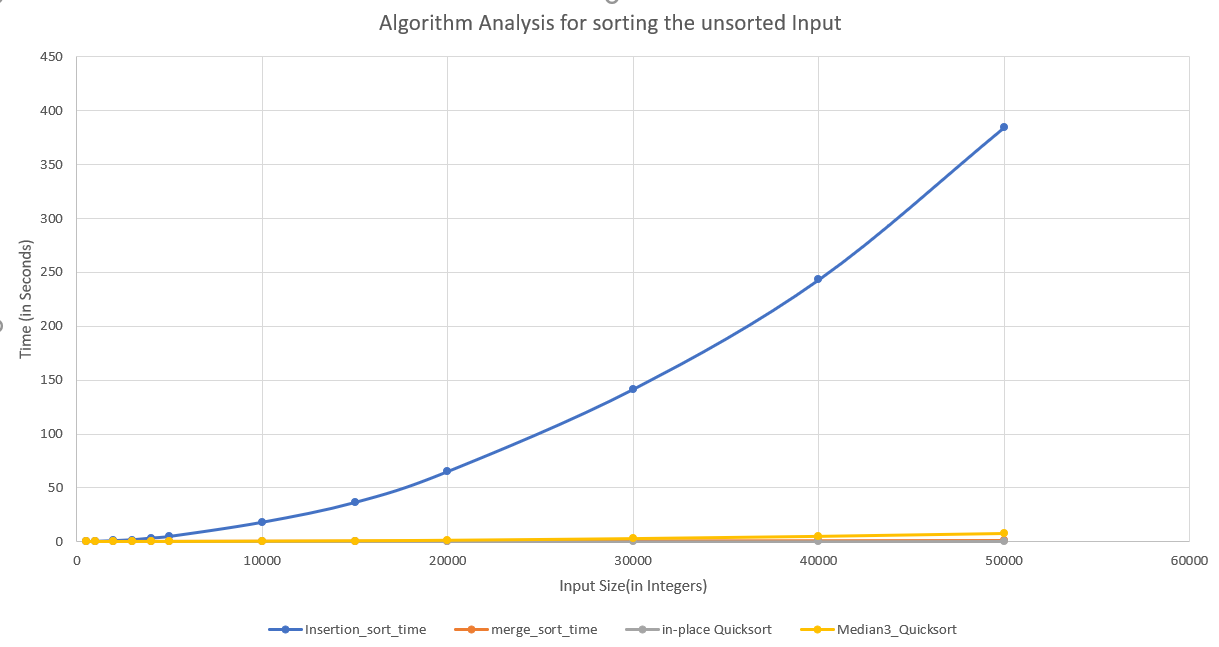 Algorithm Analysis for sorting the unsorted Input
450
400
350
300
250
200
150
100
50
0
Time (in Seconds)
0 10000 20000 30000 40000 50000 60000
Input Size(in Integers)
Insertion_sort_time merge_sort_time in-place Quicksort Median3_Quicksort